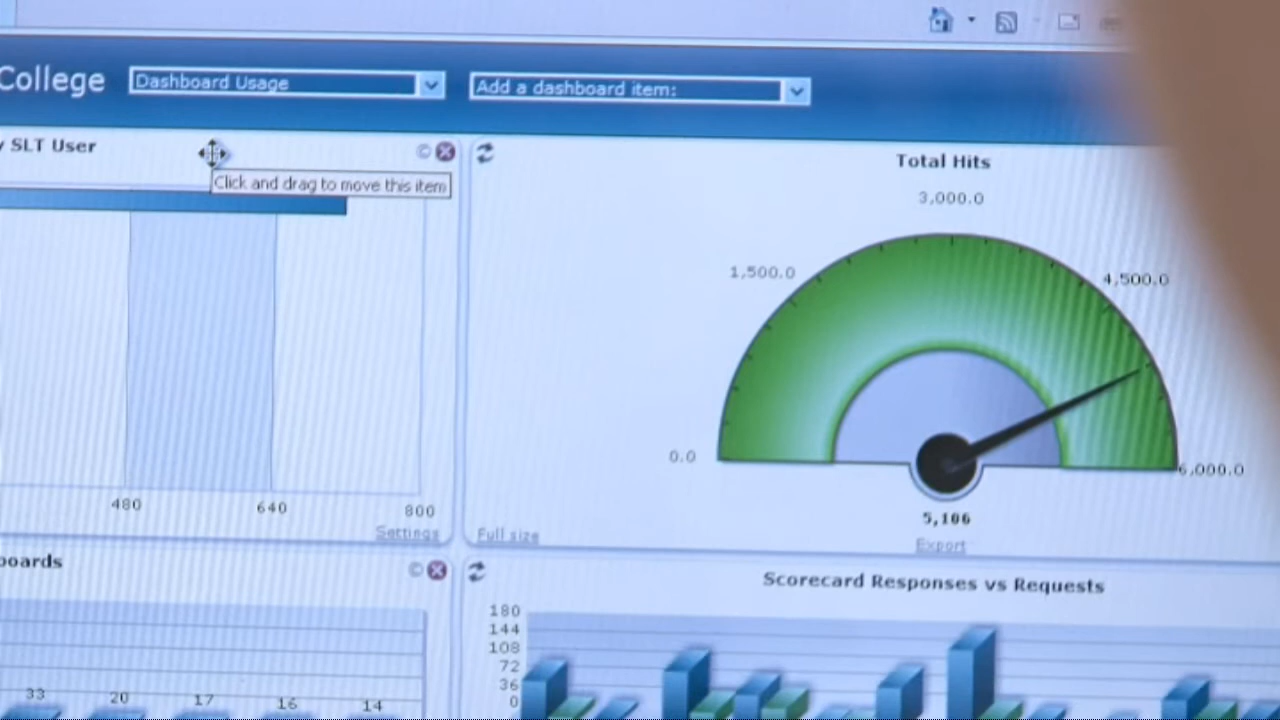 College
Dashboard Usage
Add a dashboard item:
SLT User
Click and drag to move this item
480
640
800
Settings
Total Hits
3,000.0
1,500.0
4,500.0
0.0
6,000.0
5,106
Full size
Export
boards
33
20
17
16
14
Scorecard Responses vs Requests
180
144
108
72
36
0